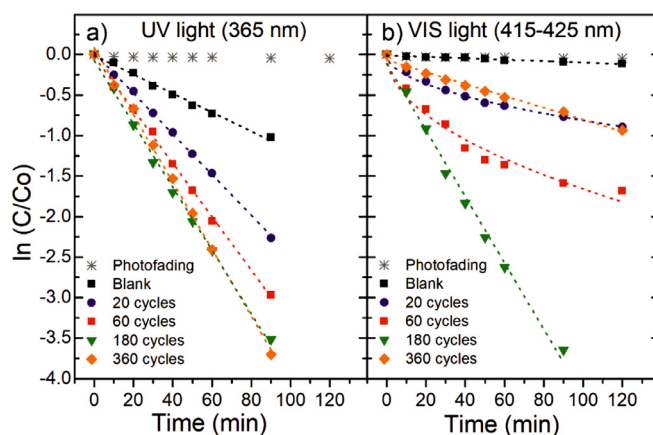 a) UV light (365 nm)
b) VIS light (415-425 nm)
ln (C/Co)
0.0
-0.5
-1.0
-1.5
-2.0
-2.5
-3.0
-3.5
-4.0
Photofading
Blank
20 cycles
60 cycles
180 cycles
360 cycles
Photofading
Blank
20 cycles
60 cycles
180 cycles
360 cycles
0 20 40 60 80 100 120
0 20 40 60 80 100 120
Time (min)
Time (min)